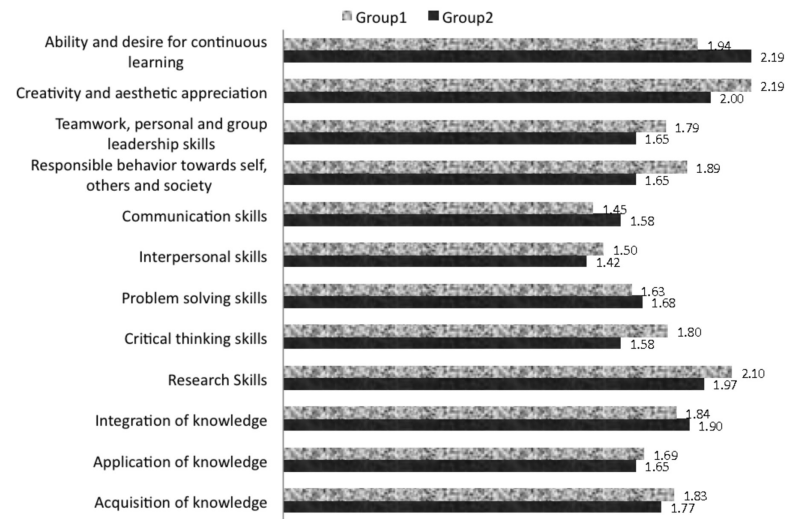 Group1 Group2
Ability and desire for continuous
learning
1.94
2.19
Creativity and aesthetic appreciation
2.19
2.00
Teamwork, personal and group
leadership skills
1.79
1.65
Responsible behavior towards self,
others and society
1.89
1.65
Communication skills
1.45
1.58
Interpersonal skills
1.50
1.42
Problem solving skills
1.63
1.68
Critical thinking skills
1.80
1.58
Research Skills
2.10
1.97
Integration of knowledge
1.84
1.90
Application of knowledge
1.69
1.65
Acquisition of knowledge
1.83
1.77